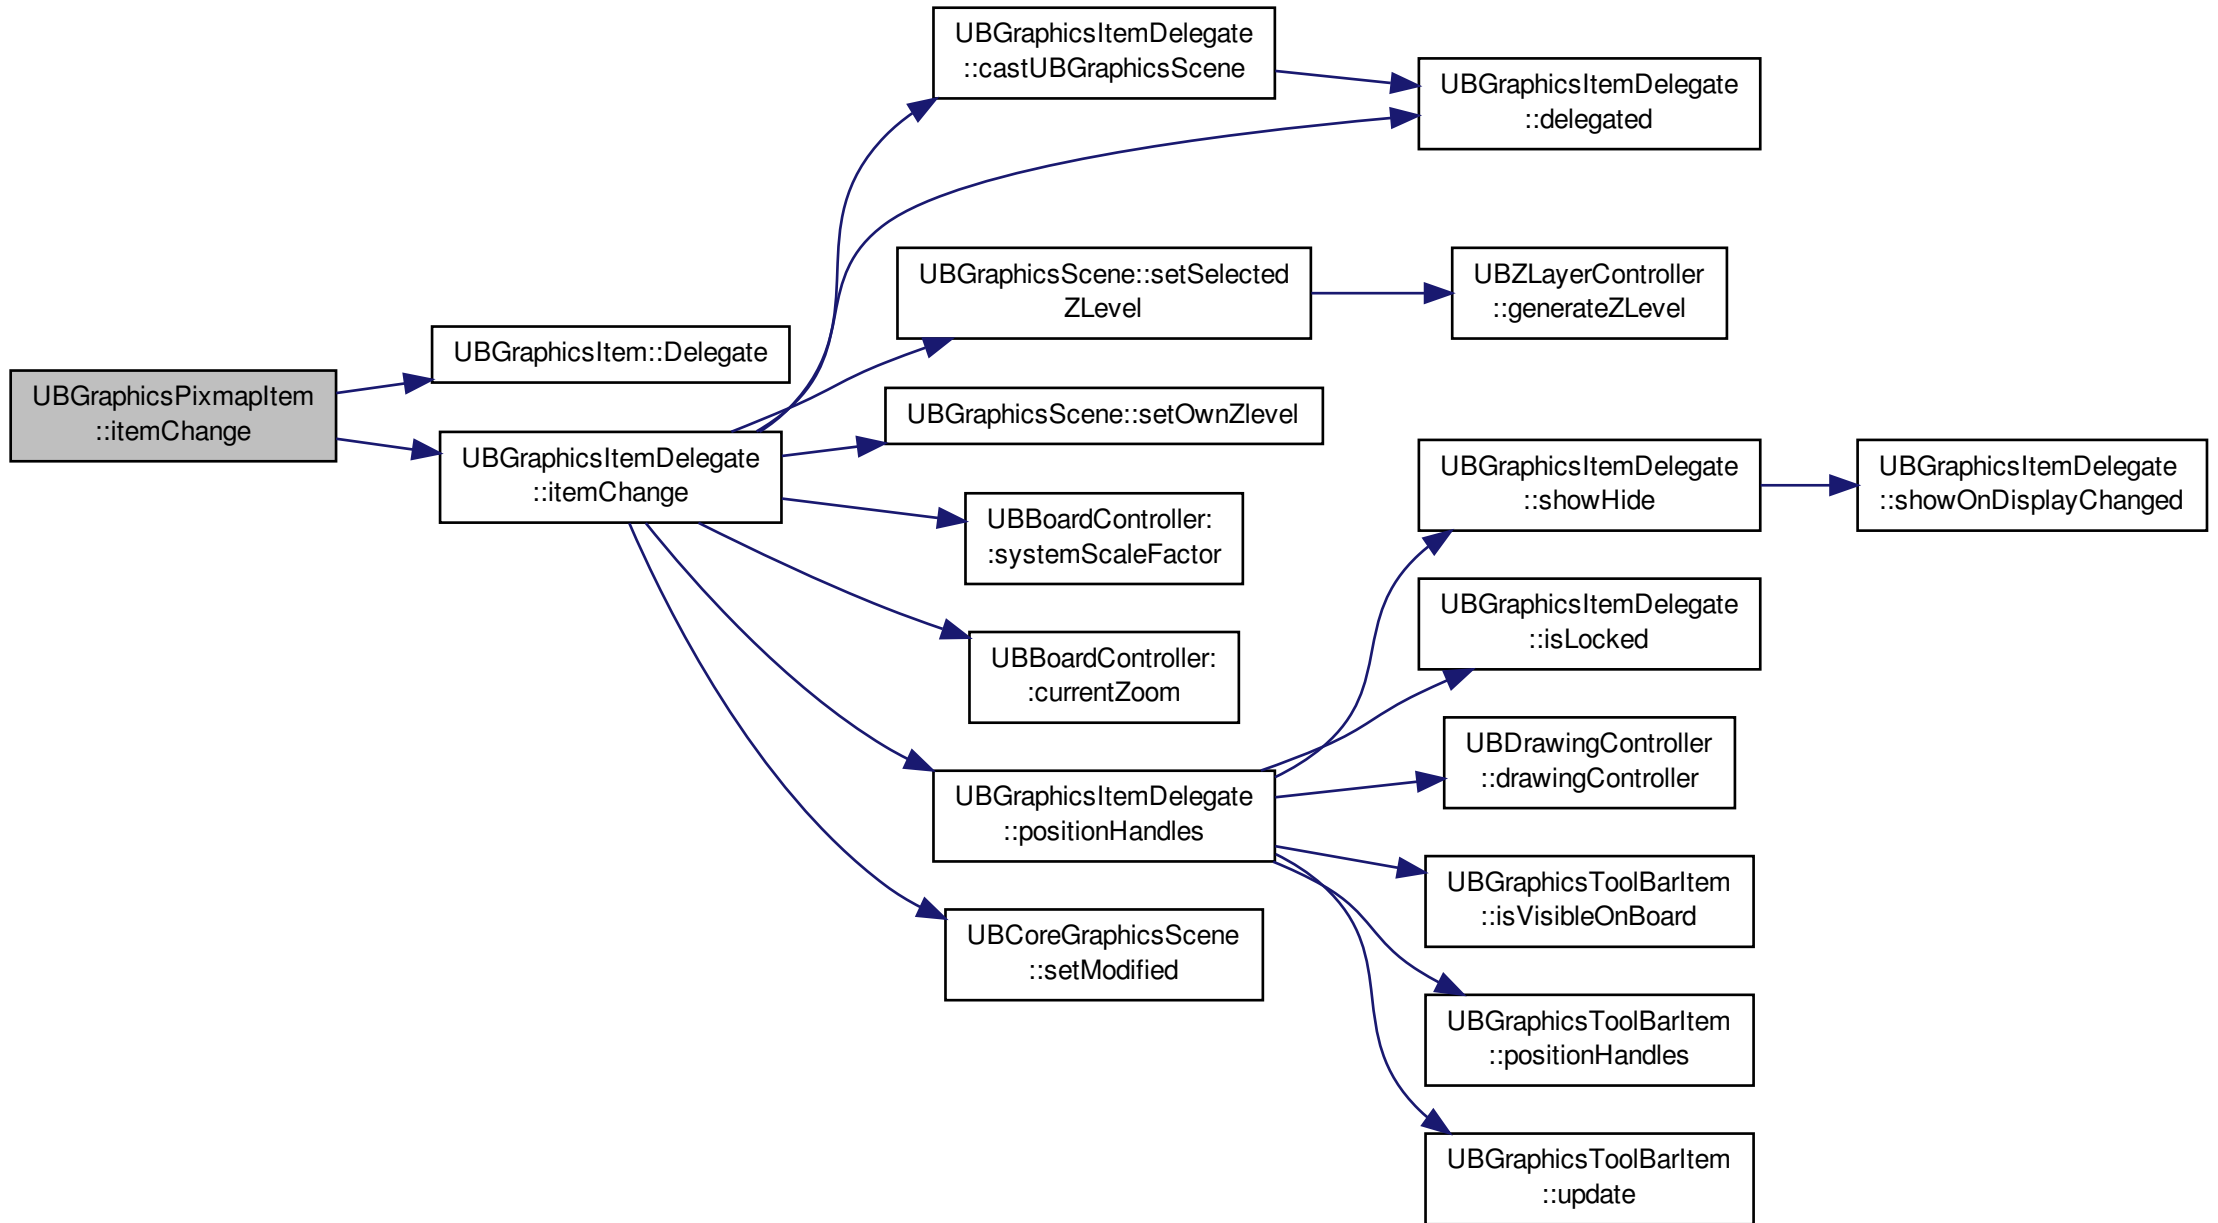 UBGraphicsPixmapItem
::itemChange
UBGraphicsItem::Delegate
UBGraphicsItemDelegate
::itemChange
UBGraphicsItemDelegate
::castUBGraphicsScene
UBGraphicsItemDelegate
::delegated
UBGraphicsScene::setSelected
ZLevel
UBZLayerController
::generateZLevel
UBGraphicsScene::setOwnZlevel
UBBoardController:
:systemScaleFactor
UBBoardController:
:currentZoom
UBGraphicsItemDelegate
::positionHandles
UBCoreGraphicsScene
::setModified
UBGraphicsItemDelegate
::showHide
UBGraphicsItemDelegate
::showOnDisplayChanged
UBGraphicsItemDelegate
::isLocked
UBDrawingController
::drawingController
UBGraphicsToolBarItem
::isVisibleOnBoard
UBGraphicsToolBarItem
::positionHandles
UBGraphicsToolBarItem
::update